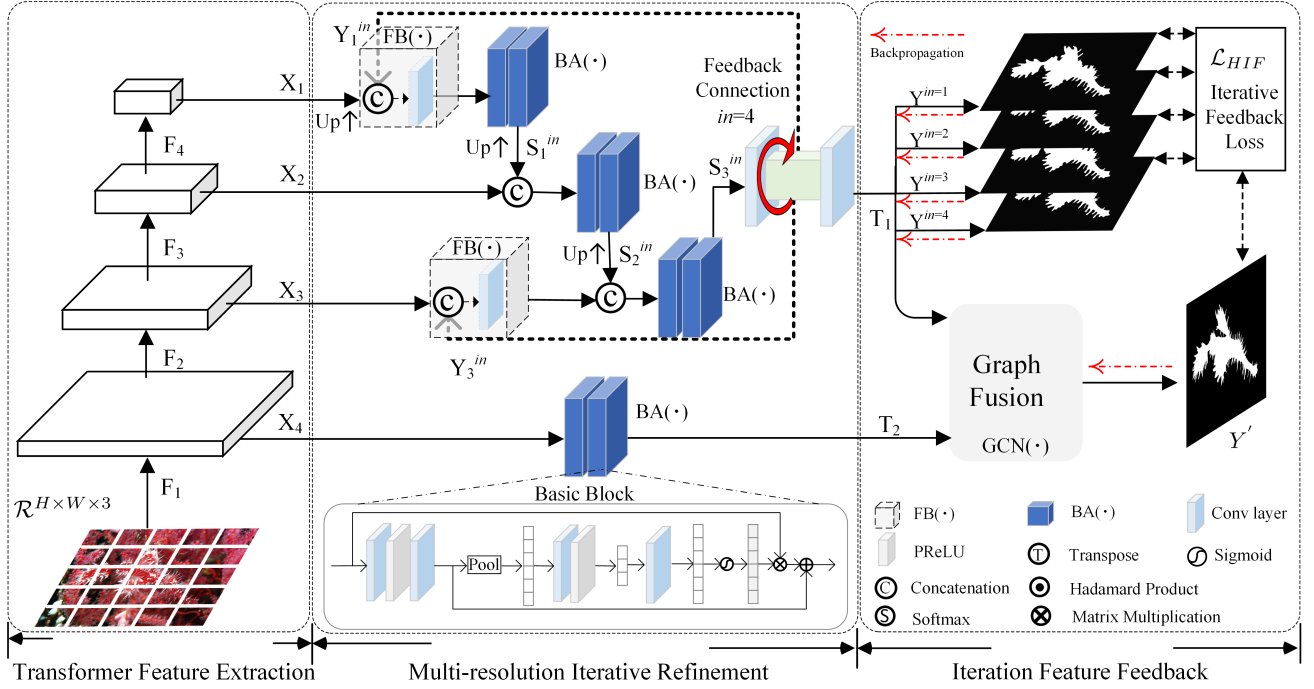 X₁
X₂
X₃
X₄
F₄
F₃
F₂
F₁
ℛ^{H×W×3}
Transformer Feature Extraction
Y₁^{in}
FB(·)
Up↑
BA(·)
Up↑
S₁^{in}
C
C
BA(·)
Up↑
S₂^{in}
FB(·)
C
C
BA(·)
Y₃^{in}
S₃^{in}
Feedback
Connection
in=4
BA(·)
Basic Block
Pool
Multi-resolution Iterative Refinement
Backpropagation
Y^{in=1}
Y^{in=2}
Y^{in=3}
Y^{in=4}
T₁
T₂
ℒ_{HIF}
Iterative
Feedback
Loss
Graph
Fusion
GCN(·)
Y′
FB(·)
BA(·)
Conv layer
PReLU
T Transpose
Sigmoid
C Concatenation
Hadamard Product
S Softmax
Matrix Multiplication
Iteration Feature Feedback